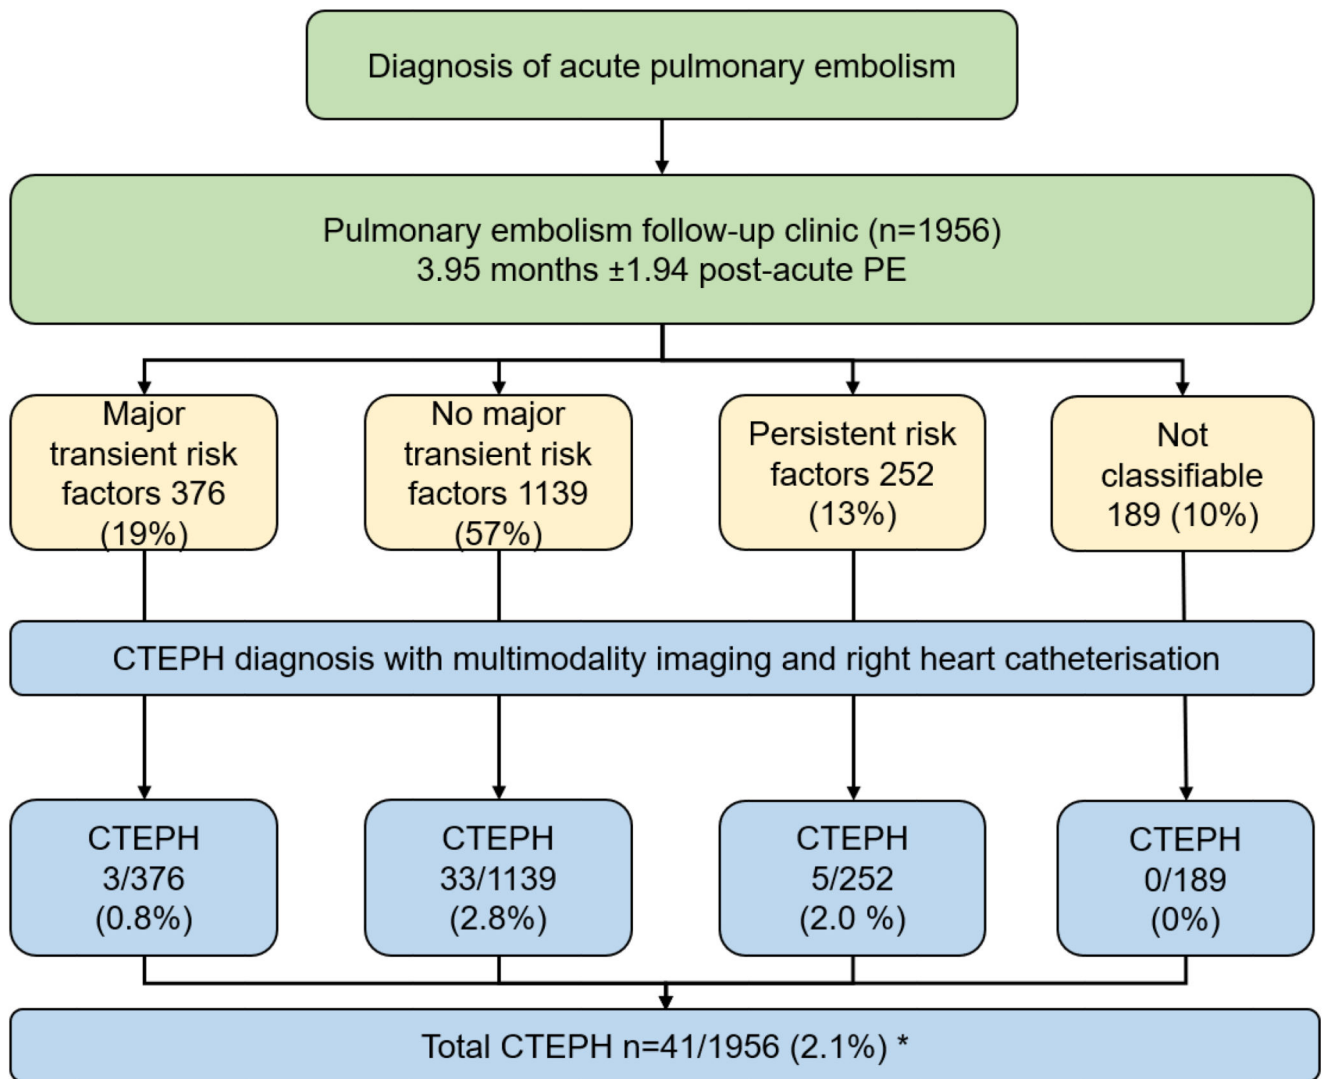 Diagnosis of acute pulmonary embolism
Pulmonary embolism follow-up clinic (n=1956)
3.95 months ±1.94 post-acute PE
Major
transient risk
factors 376
(19%)
No major
transient risk
factors 1139
(57%)
Persistent risk
factors 252
(13%)
Not
classifiable
189 (10%)
CTEPH diagnosis with multimodality imaging and right heart catheterisation
CTEPH
3/376
(0.8%)
CTEPH
33/1139
(2.8%)
CTEPH
5/252
(2.0 %)
CTEPH
0/189
(0%)
Total CTEPH n=41/1956 (2.1%) *